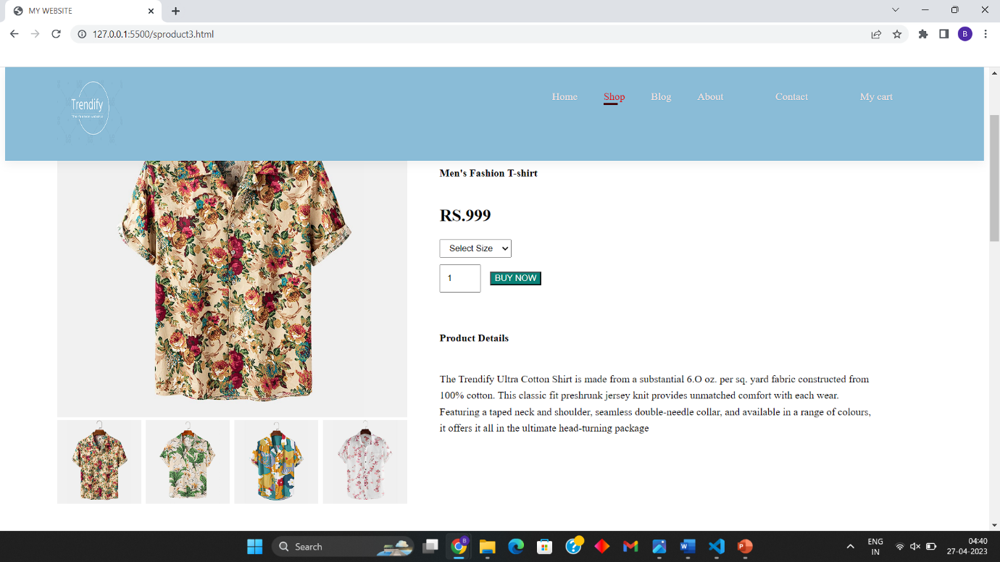 MY WEBSITE
127.0.0.1:5500/sproduct3.html
B
Trendify
Home Shop Blog About Contact My cart
Men's Fashion T-shirt
RS.999
Select Size
1
BUY NOW
Product Details
The Trendify Ultra Cotton Shirt is made from a substantial 6.O oz. per sq. yard fabric constructed from
100% cotton. This classic fit preshrunk jersey knit provides unmatched comfort with each wear.
Featuring a taped neck and shoulder, seamless double-needle collar, and available in a range of colours,
it offers it all in the ultimate head-turning package
Search
ENG
IN
04:40
27-04-2023